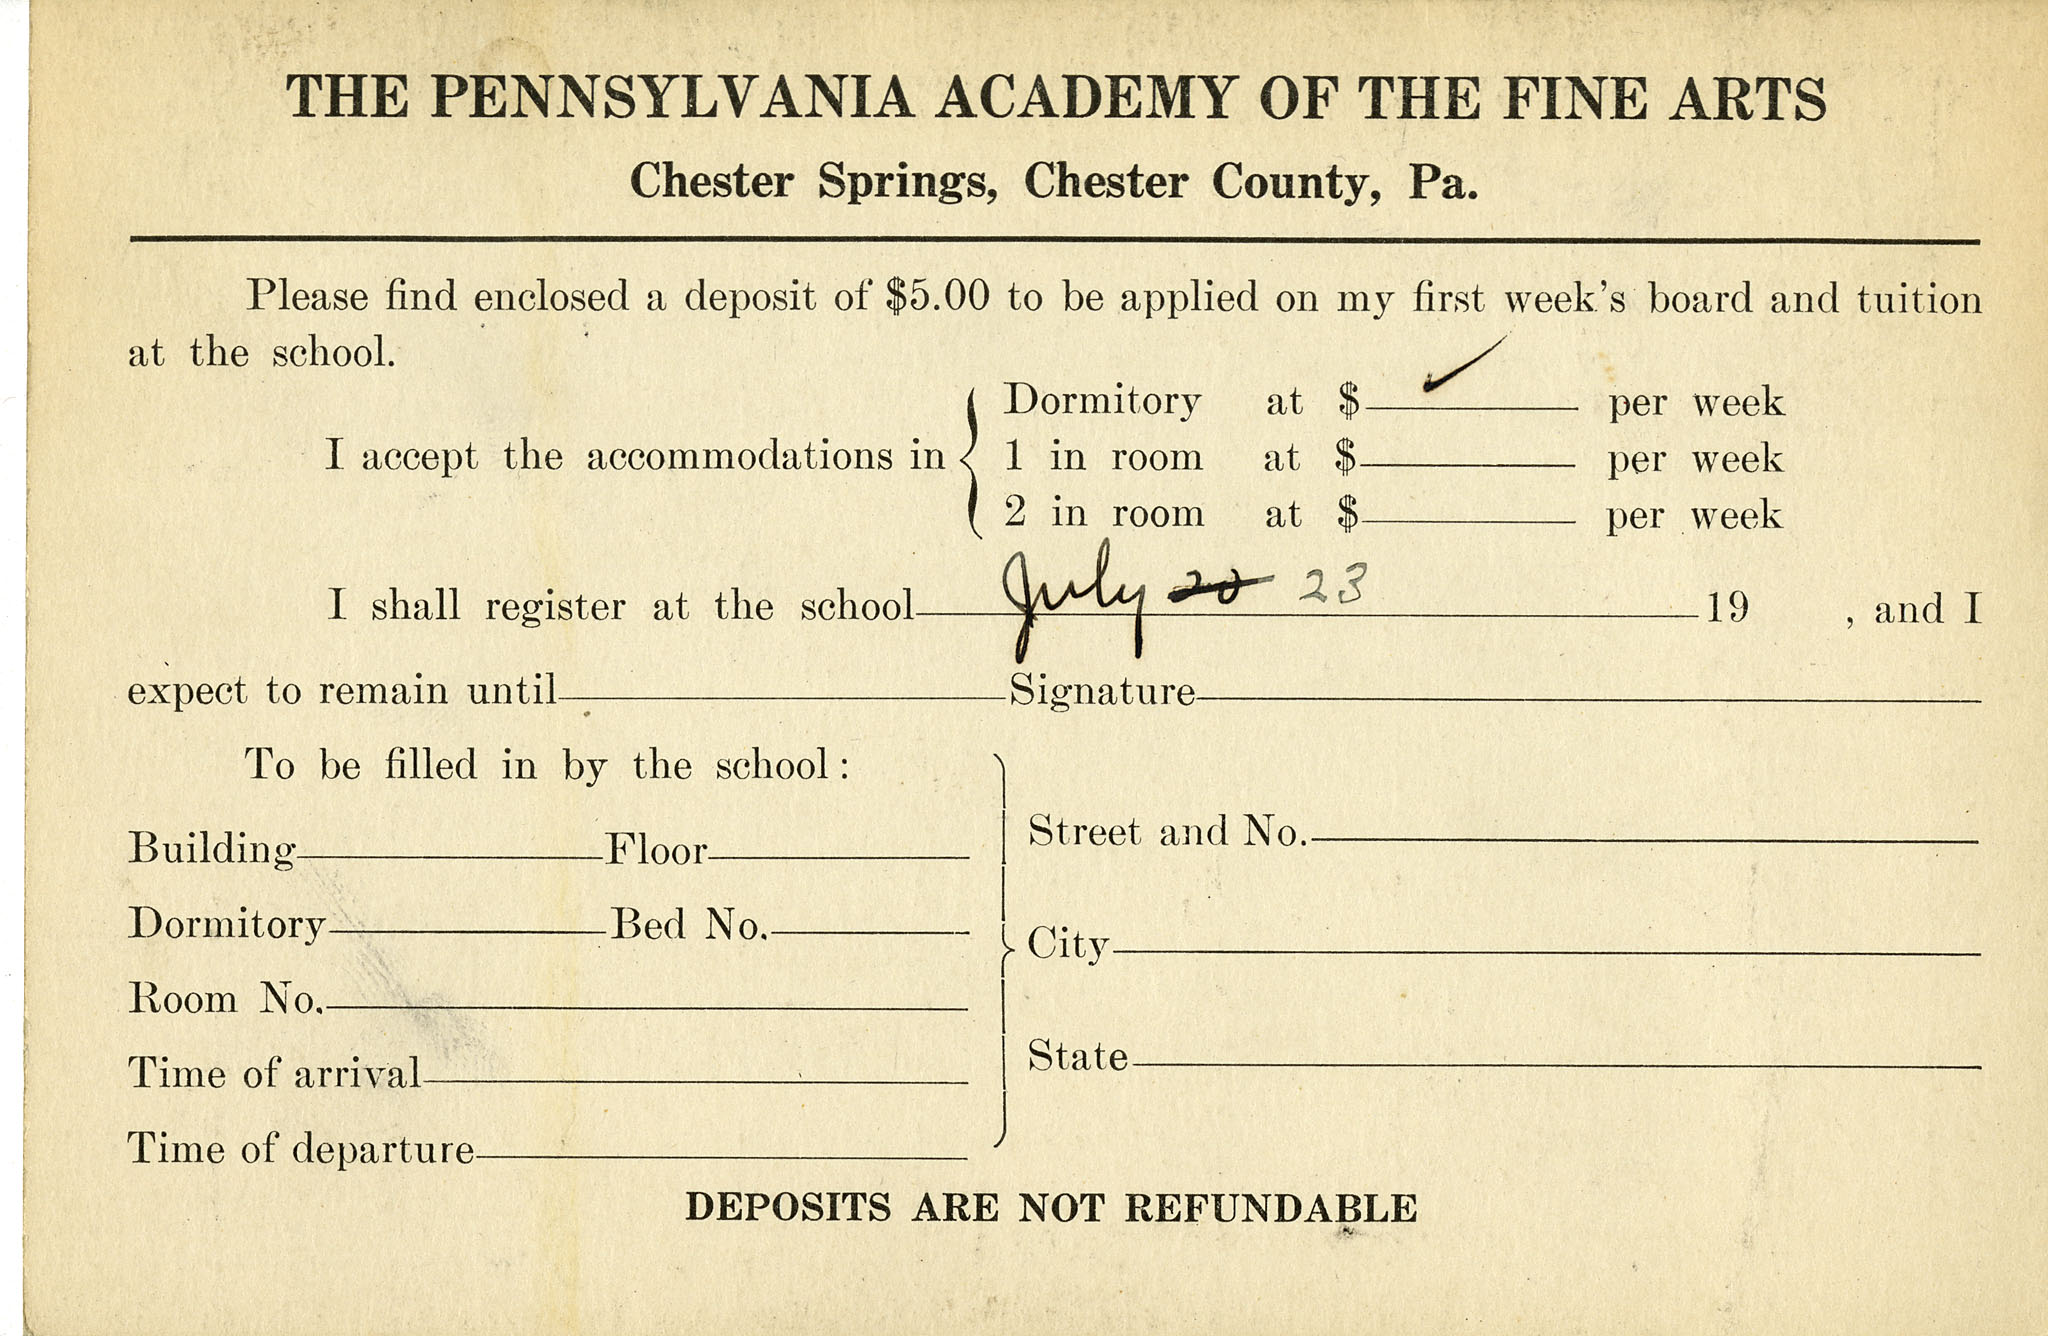 THE PENNSYLVANIA ACADEMY OF THE FINE ARTS
Chester Springs, Chester County, Pa.
Please find enclosed a deposit of $5.00 to be applied on my first week's board and tuition
at the school.
Dormitory at $ ✓ per week
I accept the accommodations in 1 in room at $ per week
2 in room at $ per week
I shall register at the school July 20 23 19 , and I
expect to remain until Signature
To be filled in by the school:
Building Floor
Street and No.
Dormitory Bed No.
City
Room No.
State
Time of arrival
Time of departure
DEPOSITS ARE NOT REFUNDABLE